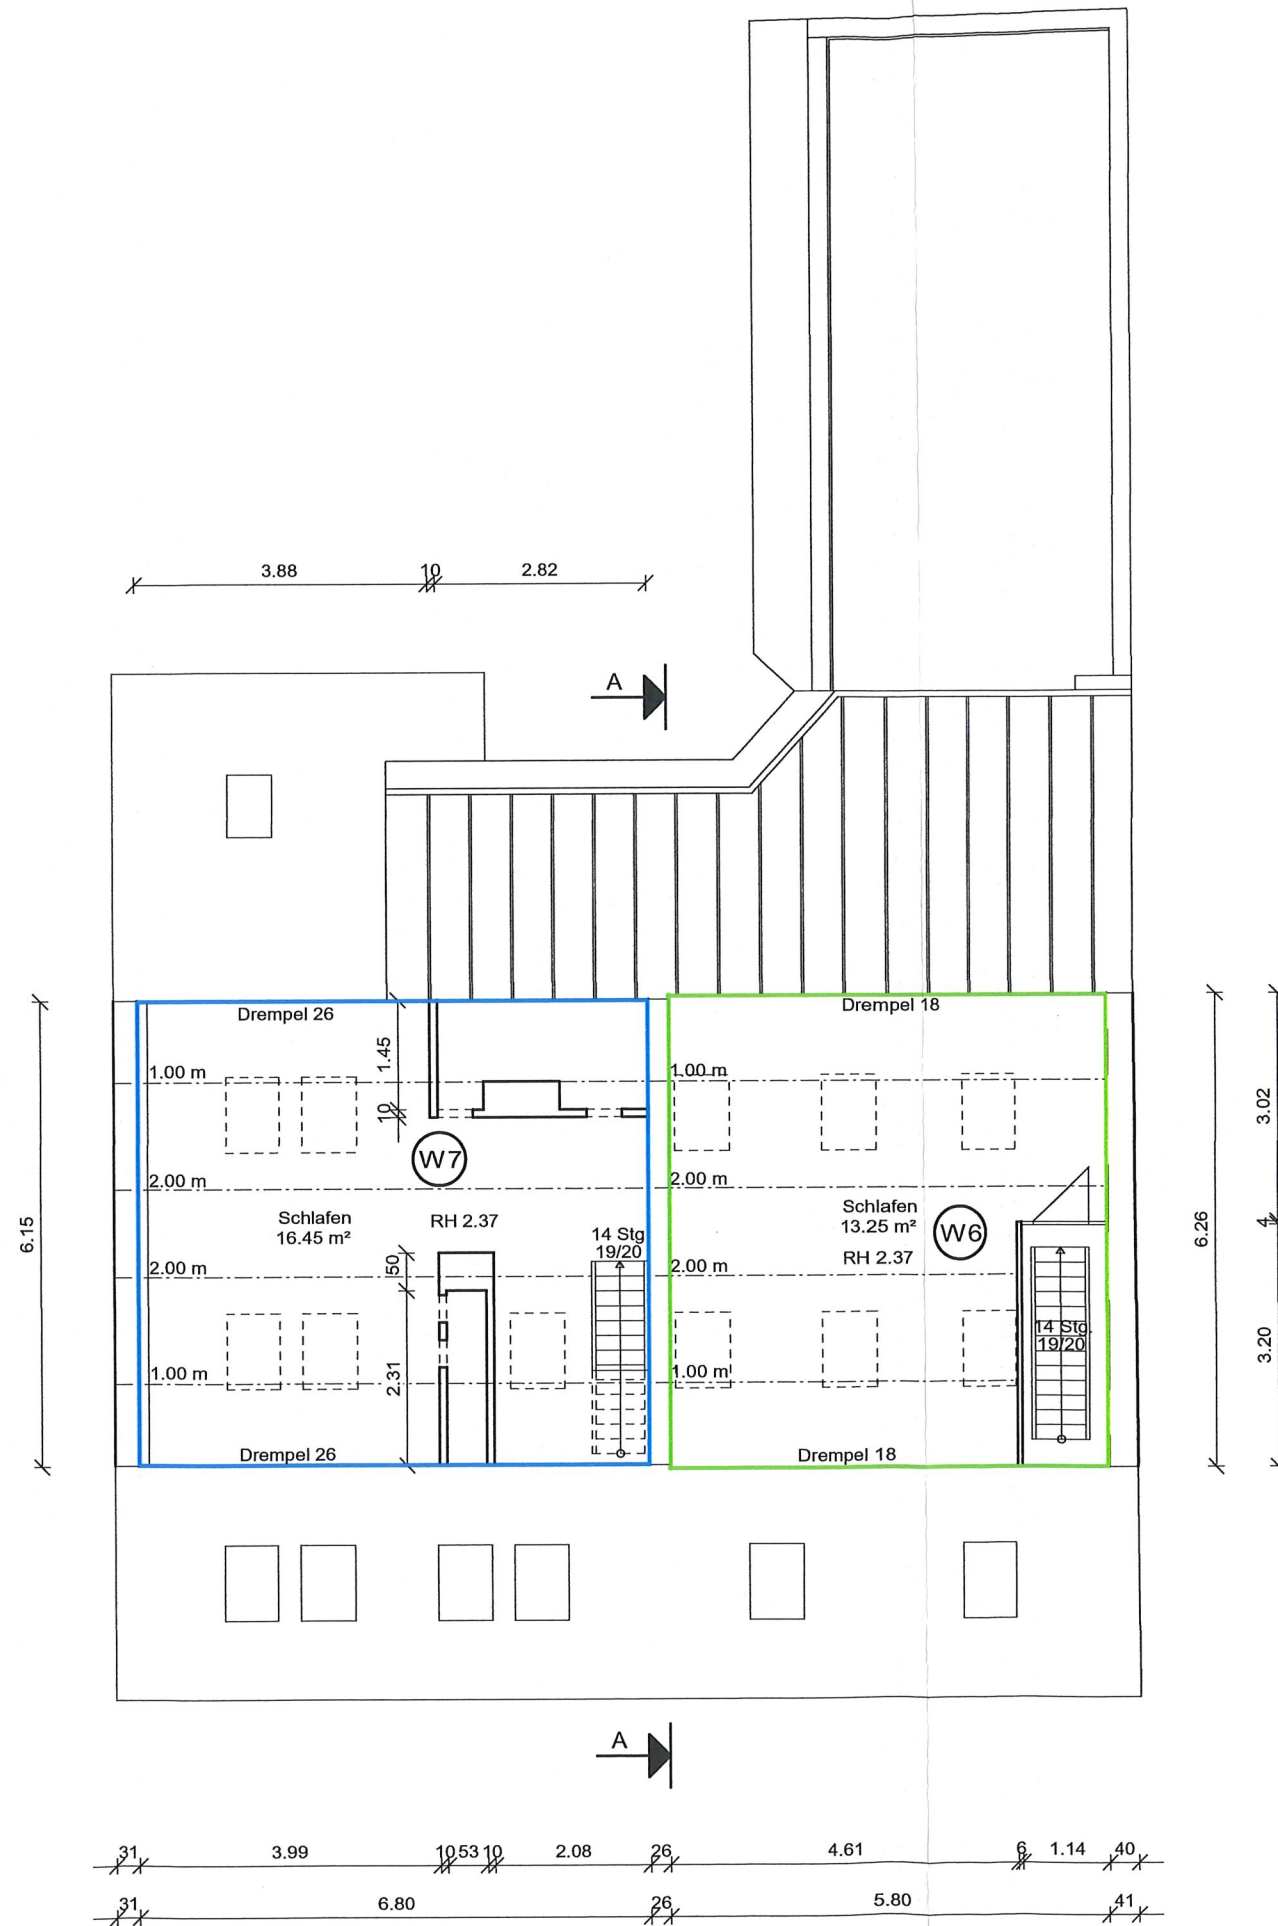 3.88 10 2.82
A
Drempel 26
Drempel 18
1.45
1.00 m
1.00 m
10
3.02
W7
2.00 m
2.00 m
Schlafen
16.45 m²
RH 2.37
Schlafen
13.25 m²
W6
RH 2.37
6.15
6.26
4
14 Stg
19/20
50
2.00 m
2.00 m
14 Stg.
19/20
1.00 m
1.00 m
2.31
3.20
Drempel 26
Drempel 18
A
31 3.99 10 53 10 2.08 26 4.61 6 1.14 40
31 6.80 26 5.80 41